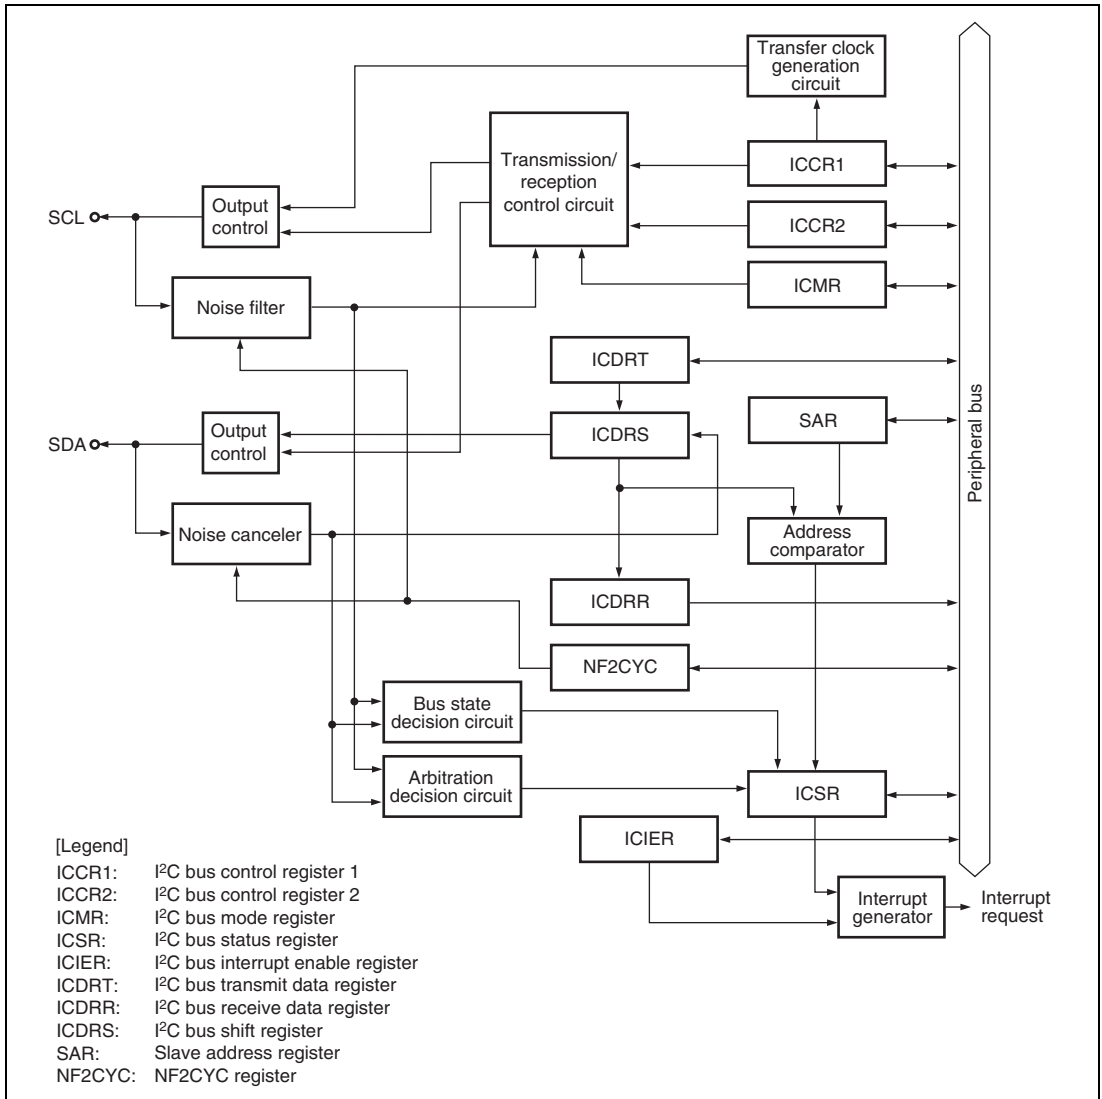 Transfer clock
generation
circuit
Transmission/
reception
control circuit
ICCR1
Output
control
SCL
ICCR2
ICMR
Noise filter
ICDRT
Peripheral bus
SAR
Output
control
ICDRS
SDA
Noise canceler
Address
comparator
ICDRR
NF2CYC
Bus state
decision circuit
Arbitration
decision circuit
ICSR
ICIER
Interrupt
generator
Interrupt
request
[Legend]
ICCR1: I²C bus control register 1
ICCR2: I²C bus control register 2
ICMR: I²C bus mode register
ICSR: I²C bus status register
ICIER: I²C bus interrupt enable register
ICDRT: I²C bus transmit data register
ICDRR: I²C bus receive data register
ICDRS: I²C bus shift register
SAR: Slave address register
NF2CYC: NF2CYC register